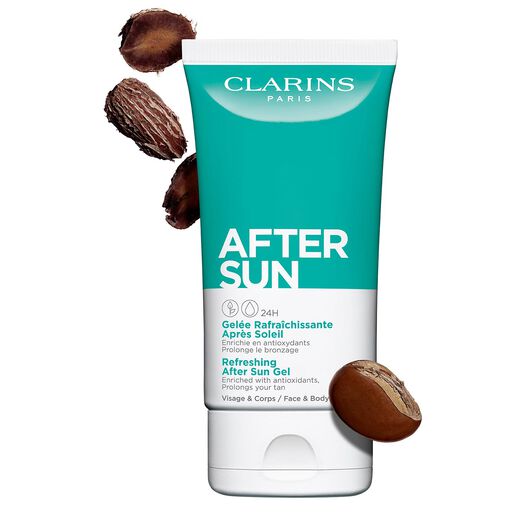 CLARINS
PARIS
AFTER
SUN
24H
Gelée Rafraîchissante
Après Soleil
Enrichie en antioxydants
Prolonge le bronzage
Refreshing
After Sun Gel
Enriched with antioxidants,
Prolongs your tan
Visage & Corps / Face & Body